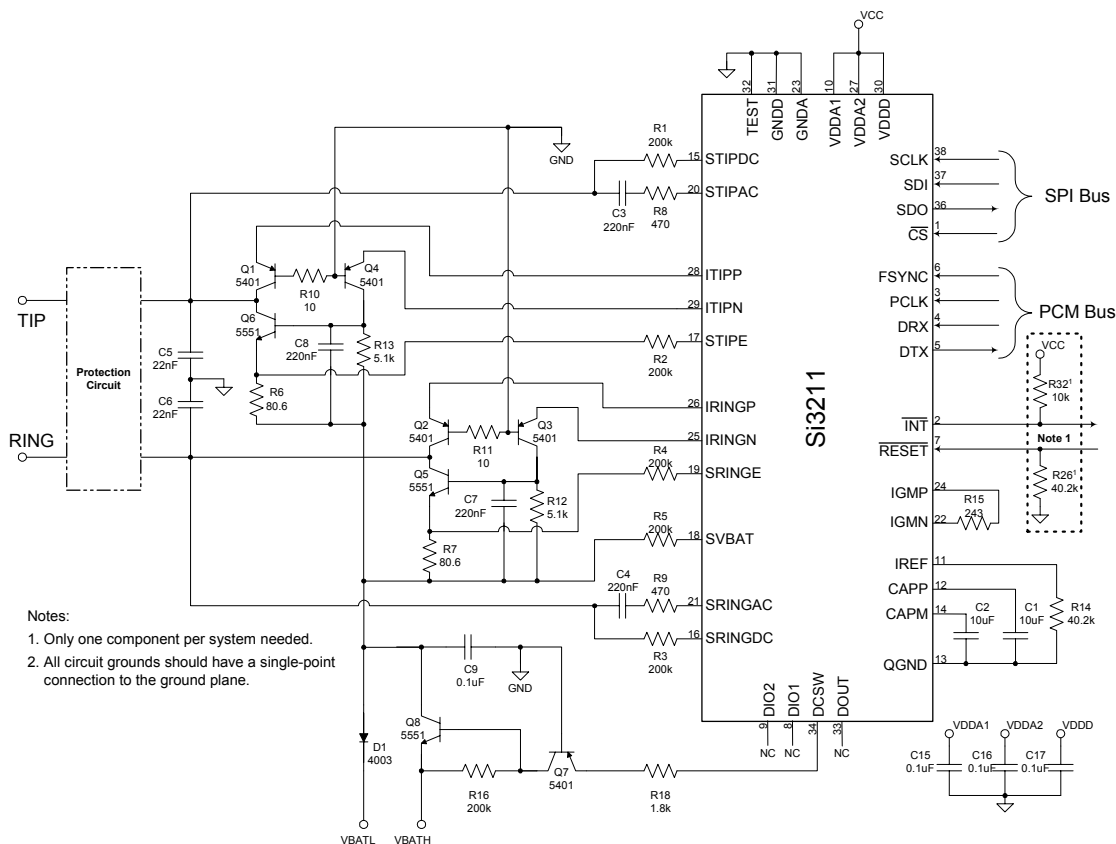 VCC
32
31
23
10
27
30
TEST
GNDD
GNDA
VDDA1
VDDA2
VDDD
GND
R1
200k
15 STIPDC
20 STIPAC
C3
220nF
R8
470
SCLK 38
SDI 37
SDO 36
CS 1
SPI Bus
Q1
5401
R10
10
Q4
5401
28 ITIPP
29 ITIPN
FSYNC 6
PCLK 3
DRX 4
DTX 5
PCM Bus
TIP
Q6
5551
C8
220nF
R13
5.1k
17 STIPE
R2
200k
C5
22nF
Protection
Circuit
C6
22nF
R6
80.6
VCC
R32¹
10k
Si3211
26 IRINGP
25 IRINGN
Q2
5401
R11
10
Q3
5401
INT 2
RESET 7
Note 1
R26¹
40.2k
RING
R4
200k
19 SRINGE
Q5
5551
C7
220nF
R12
5.1k
IGMP 24
IGMN 22
R15
243
R5
200k
18 SVBAT
R7
80.6
IREF 11
CAPP 12
CAPM 14
QGND 13
C2
10uF
C1
10uF
R14
40.2k
C4
220nF
R9
470
21 SRINGAC
16 SRINGDC
R3
200k
Notes:
1. Only one component per system needed.
2. All circuit grounds should have a single-point
connection to the ground plane.
C9
0.1uF
GND
DIO2
DIO1
DCSW
DOUT
9
8
34
33
NC
NC
NC
Q8
5551
D1
4003
R16
200k
Q7
5401
R18
1.8k
VDDA1
VDDA2
VDDD
C15
0.1uF
C16
0.1uF
C17
0.1uF
VBATL
VBATH